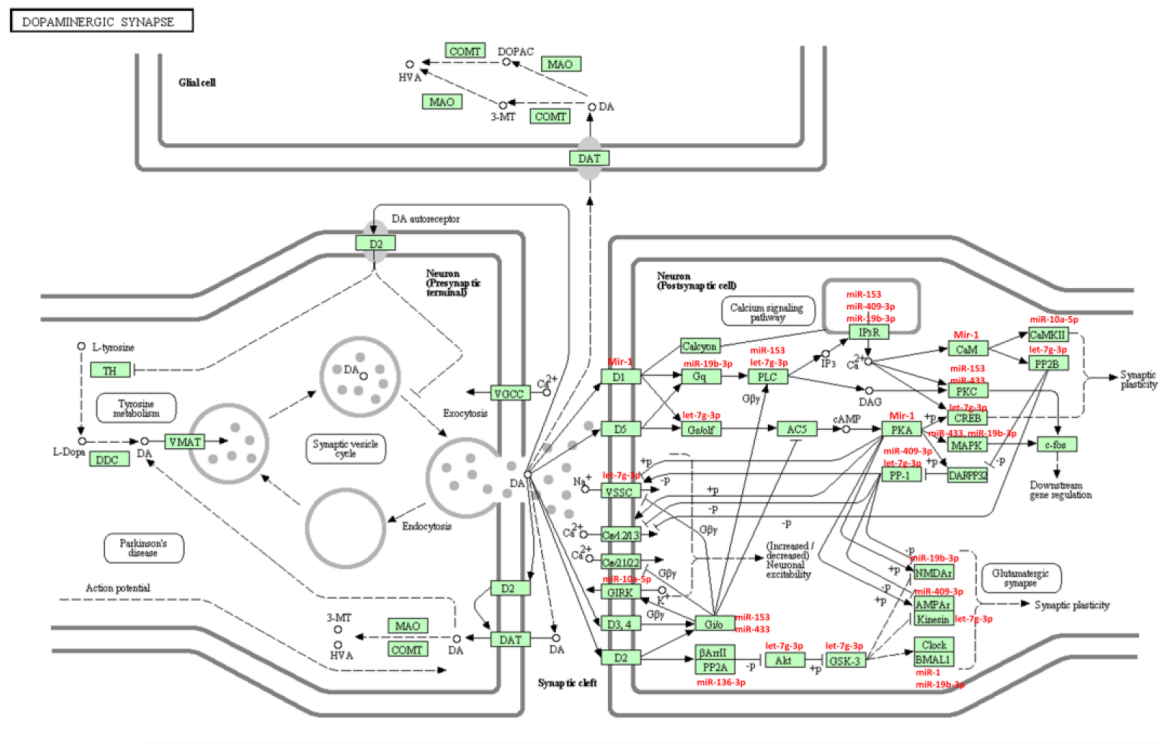 DOPAMINERGIC SYNAPSE
COMT
DOPAC
MAO
HVA
Glial cell
MAO
3-MT
COMT
DA
DAT
DA autoreceptor
D2
Neuron
(Presynaptic
terminal)
L-tyrosine
TH
Tyrosine
metabolism
L-Dopa
DDC
DA
VMAT
DA
Synaptic vesicle
cycle
Exocytosis
VGCC
Ca2+
Endocytosis
DA
Parkinson's
disease
Action potential
3-MT
HVA
MAO
COMT
DA
D2
DAT
DA
Synaptic cleft
Neuron
(Postsynaptic cell)
Calcium signaling
pathway
miR-153
miR-409-3p
miR-19b-3p
IP3R
Mir-1
D1
Calcyon
miR-19b-3p
Gq
miR-153
let-7g-3p
PLC
IP3
Ca2+
DAG
Gβγ
Mir-1
CaM
miR-10a-5p
CaMKII
let-7g-3p
PP2B
miR-153
miR-433
PKC
Synaptic
plasticity
D5
let-7g-3p
Gs/olf
AC5
cAMP
Mir-1
PKA
+p
let-7g-3p
CREB
miR-433, miR-19b-3p
MAPK
c-fos
miR-409-3p
let-7g-3p
PP-1
+p
-p
DARPP32
Downstream
gene regulation
let-7g-3p
Na+
VSSC
+p
-p
Ca2+
Cav1.2/1.3
+p
-p
-p
Gβγ
Ca2+
Cav2.1/2.2
Gβγ
(Increased /
decreased)
Neuronal
excitability
miR-10a-5p
GIRK
K+
Gβγ
D3, 4
Gi/o
miR-153
miR-433
D2
βArrII
PP2A
miR-136-3p
-p
let-7g-3p
Akt
+p
let-7g-3p
GSK-3
-p
+p
-p
+p
miR-19b-3p
NMDAr
miR-409-3p
AMPAr
Kinesin
let-7g-3p
Glutamatergic
synapse
Synaptic plasticity
Clock
BMAL1
miR-1
miR-19b-3p